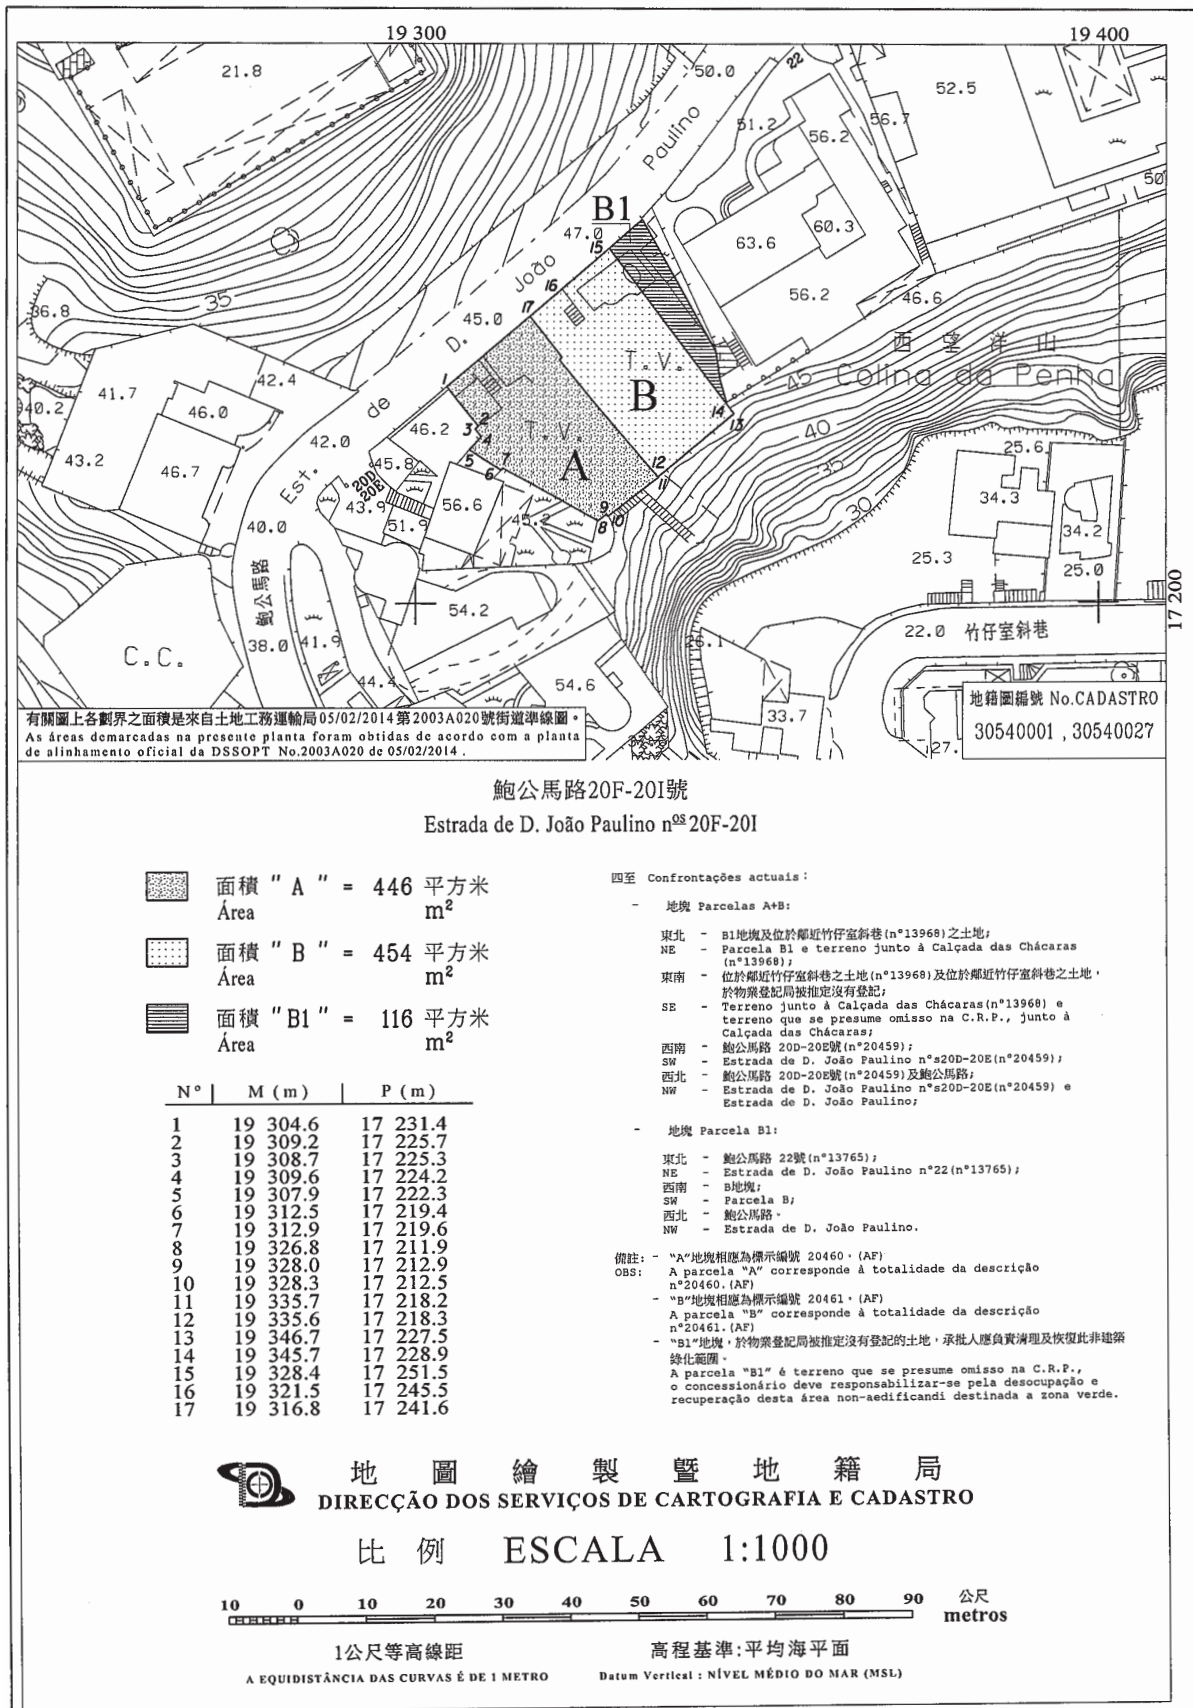 19 300
19 400
21.8
50.0
22
52.5
Paulino
51.2
56.2
56.7
50
B1
47.0
15
63.6
60.3
João
16
56.2
46.6
36.8
35
45.0
17
D.
西望洋山
T.V.
45
Colina da Penha
42.4
41.7
1
B
14
13
40.2
46.0
de
46.2
2
3
4
T.V.
40
42.0
25.6
43.2
46.7
45.8
5
6
7
A
12
11
35
Est.
20D
20E
34.3
43.9
56.6
9
30
40.0
51.9
45.2
8
10
34.2
25.3
25.0
鮑公馬路
54.2
17 200
22.0 竹仔室斜巷
C.C.
38.0
41.9
26.1
44.4
54.6
33.7
27.
有關圖上各劃界之面積是來自土地工務運輸局05/02/2014第2003A020號街道準線圖。
As áreas demarcadas na presente planta foram obtidas de acordo com a planta
de alinhamento oficial da DSSOPT No.2003A020 de 05/02/2014 .
地籍圖編號 No.CADASTRO
30540001 , 30540027
鮑公馬路20F-20I號
Estrada de D. João Paulino nos 20F-20I
面積 " A " = 446 平方米
Área m²
面積 " B " = 454 平方米
Área m²
面積 "B1" = 116 平方米
Área m²
N° M (m) P (m)
1 19 304.6 17 231.4
2 19 309.2 17 225.7
3 19 308.7 17 225.3
4 19 309.6 17 224.2
5 19 307.9 17 222.3
6 19 312.5 17 219.4
7 19 312.9 17 219.6
8 19 326.8 17 211.9
9 19 328.0 17 212.9
10 19 328.3 17 212.5
11 19 335.7 17 218.2
12 19 335.6 17 218.3
13 19 346.7 17 227.5
14 19 345.7 17 228.9
15 19 328.4 17 251.5
16 19 321.5 17 245.5
17 19 316.8 17 241.6
四至 Confrontações actuais :
- 地塊 Parcelas A+B:
東北 - B1地塊及位於鄰近竹仔室斜巷(n°13968)之土地;
NE - Parcela B1 e terreno junto à Calçada das Chácaras
(n°13968);
東南 - 位於鄰近竹仔室斜巷之土地(n°13968)及位於鄰近竹仔室斜巷之土地,
於物業登記局被推定沒有登記;
SE - Terreno junto à Calçada das Chácaras(n°13968) e
terreno que se presume omisso na C.R.P., junto à
Calçada das Chácaras;
西南 - 鮑公馬路 20D-20E號(n°20459);
SW - Estrada de D. João Paulino n°s20D-20E(n°20459);
西北 - 鮑公馬路 20D-20E號(n°20459)及鮑公馬路;
NW - Estrada de D. João Paulino n°s20D-20E(n°20459) e
Estrada de D. João Paulino;
- 地塊 Parcela B1:
東北 - 鮑公馬路 22號(n°13765);
NE - Estrada de D. João Paulino n°22(n°13765);
西南 - B地塊;
SW - Parcela B;
西北 - 鮑公馬路。
NW - Estrada de D. João Paulino.
備註: - "A"地塊相應為標示編號 20460。(AF)
OBS: A parcela "A" corresponde à totalidade da descrição
n°20460.(AF)
- "B"地塊相應為標示編號 20461。(AF)
A parcela "B" corresponde à totalidade da descrição
n°20461.(AF)
- "B1"地塊,於物業登記局被推定沒有登記的土地,承批人應負責清理及恢復此非建築
綠化範圍。
A parcela "B1" é terreno que se presume omisso na C.R.P.,
o concessionário deve responsabilizar-se pela desocupação e
recuperação desta área non-aedificandi destinada a zona verde.
地圖繪製暨地籍局
DIRECÇÃO DOS SERVIÇOS DE CARTOGRAFIA E CADASTRO
比例 ESCALA 1:1000
10 0 10 20 30 40 50 60 70 80 90 公尺
metros
1公尺等高線距
高程基準:平均海平面
A EQUIDISTÂNCIA DAS CURVAS É DE 1 METRO
Datum Vertical : NÍVEL MÉDIO DO MAR (MSL)